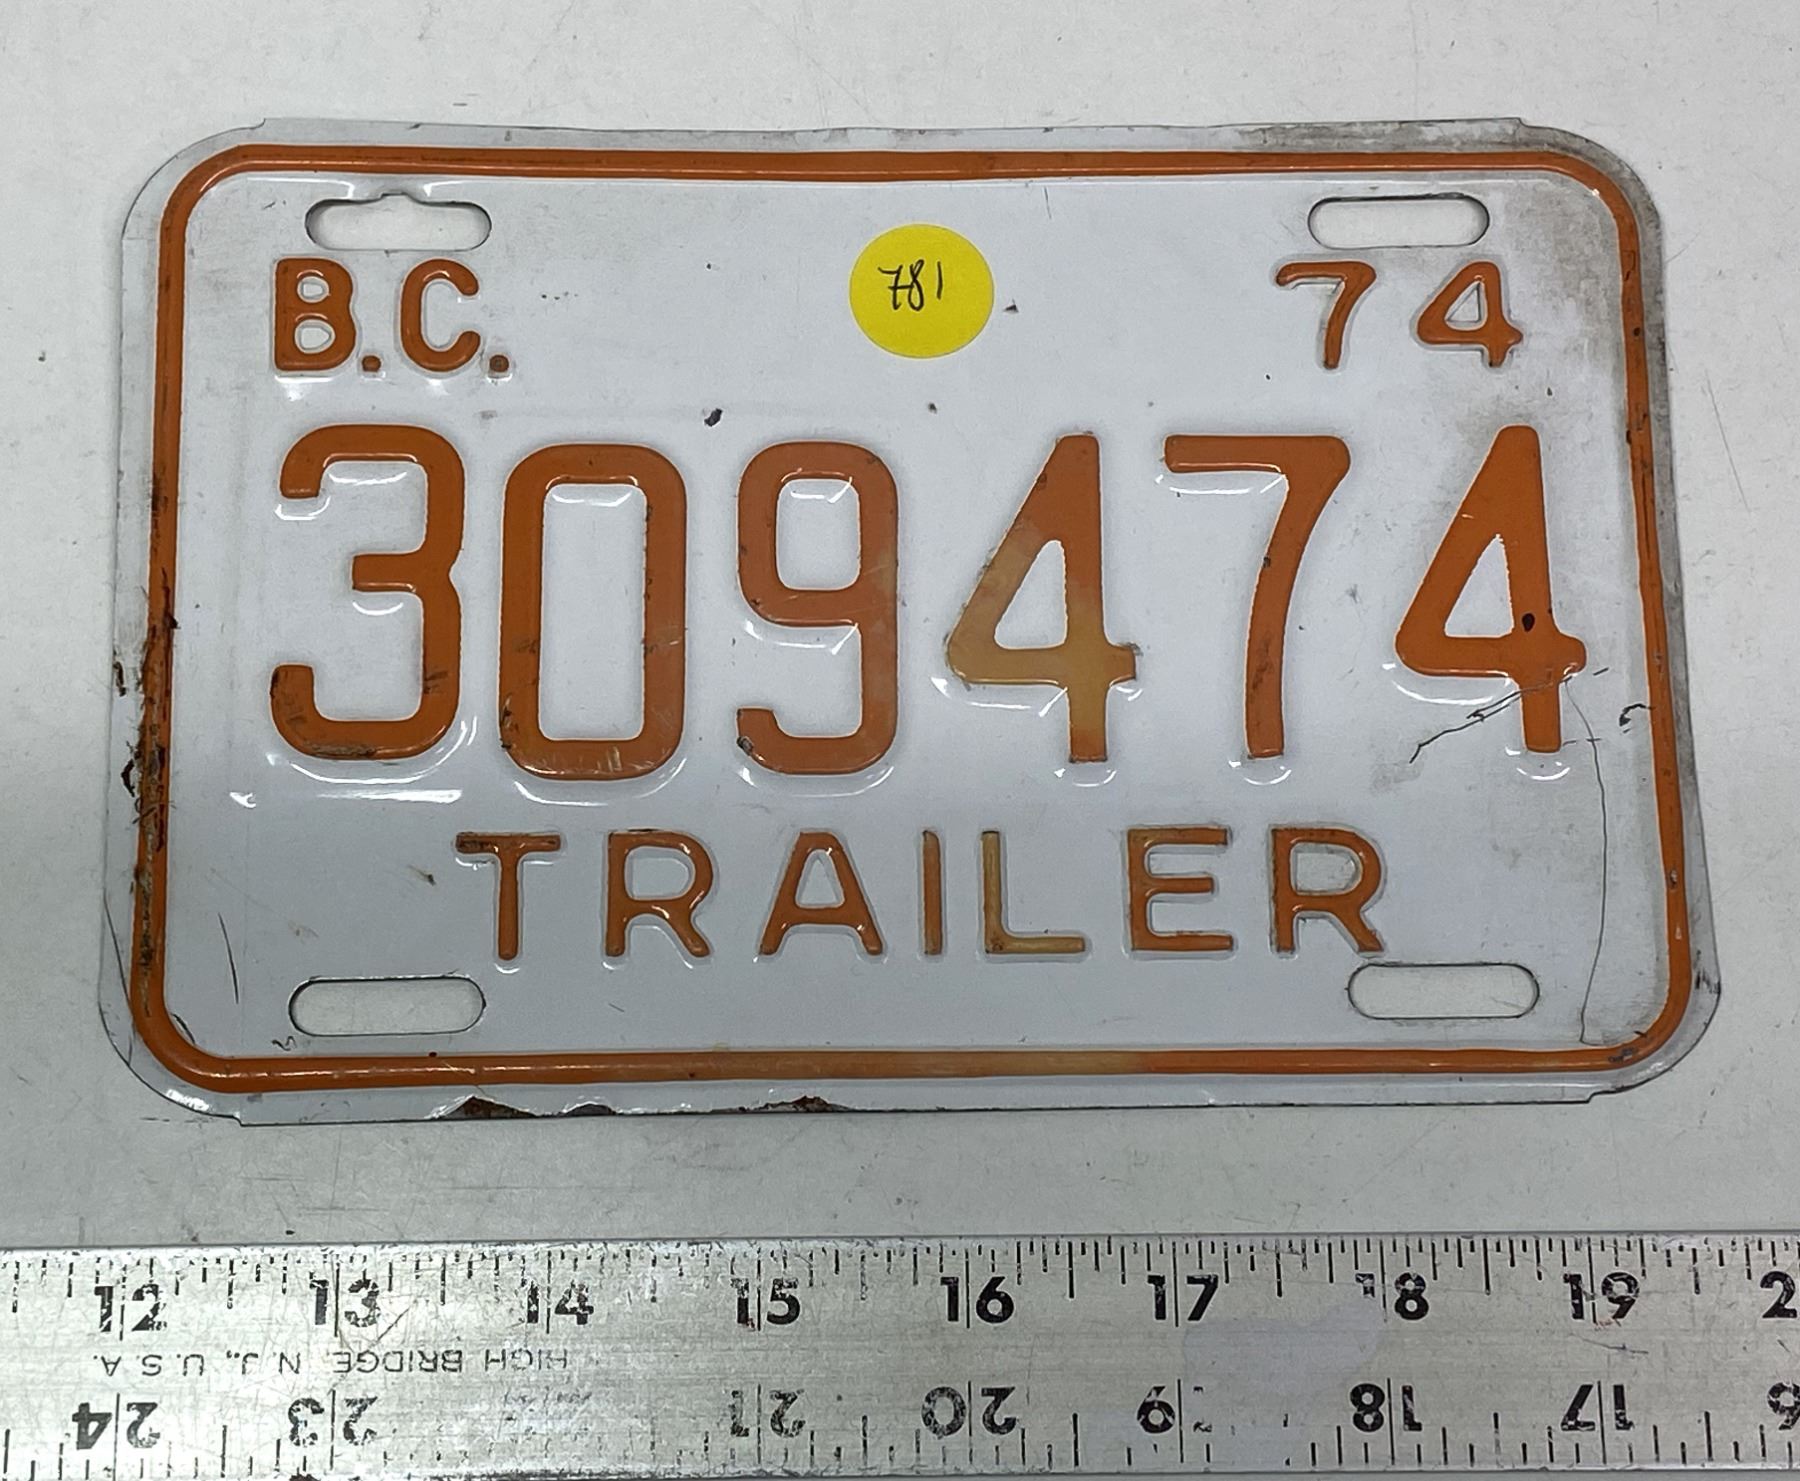 B.C. 781 74
309474
TRAILER
12 13 14 15 16 17 18 19 2
HIGH BRIDGE, N.J., U.S.A.
24 23 21 20 19 18 17